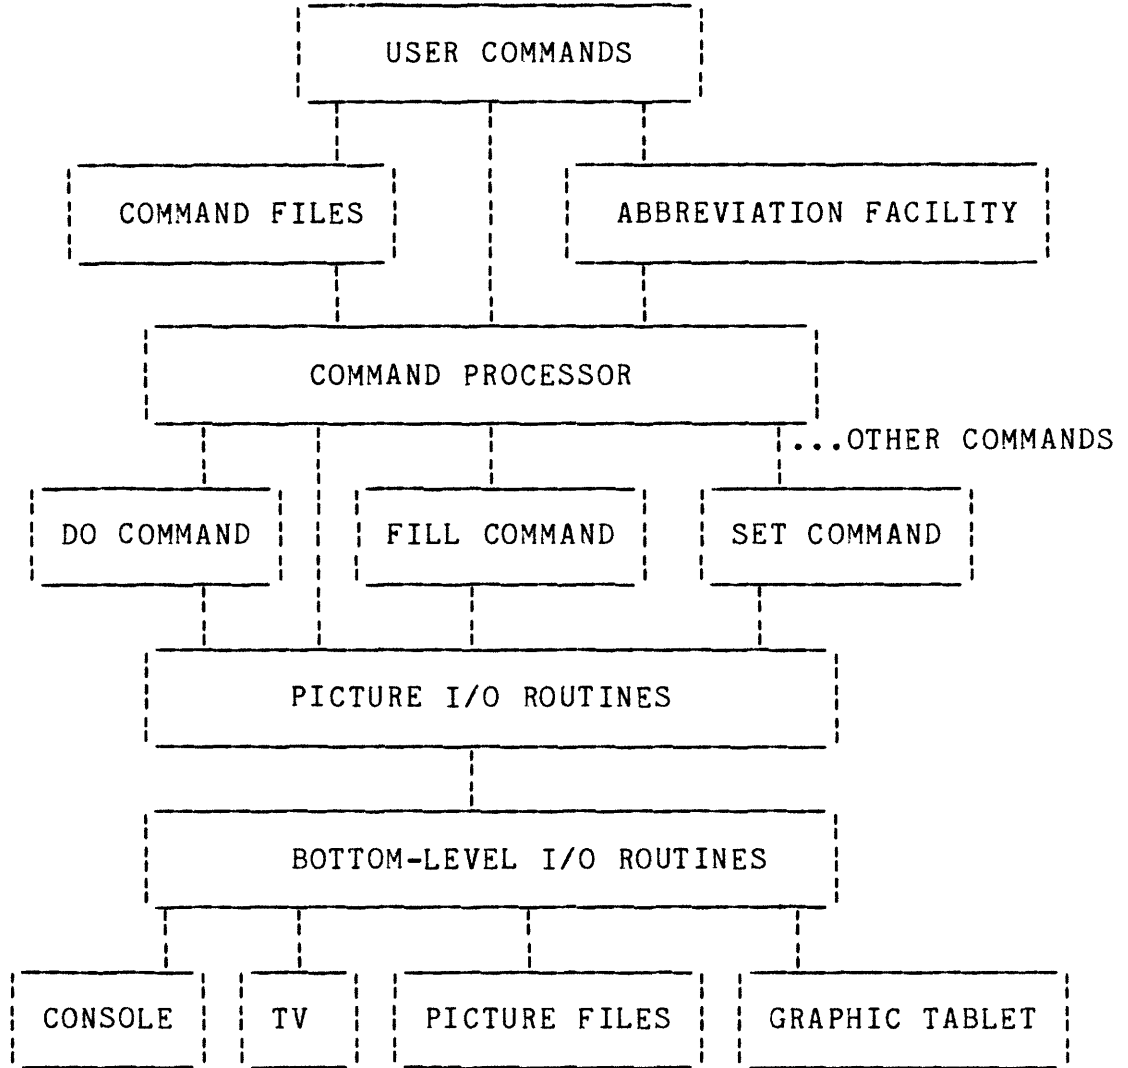 USER COMMANDS
COMMAND FILES
ABBREVIATION FACILITY
COMMAND PROCESSOR
...OTHER COMMANDS
DO COMMAND
FILL COMMAND
SET COMMAND
PICTURE I/O ROUTINES
BOTTOM-LEVEL I/O ROUTINES
CONSOLE
TV
PICTURE FILES
GRAPHIC TABLET